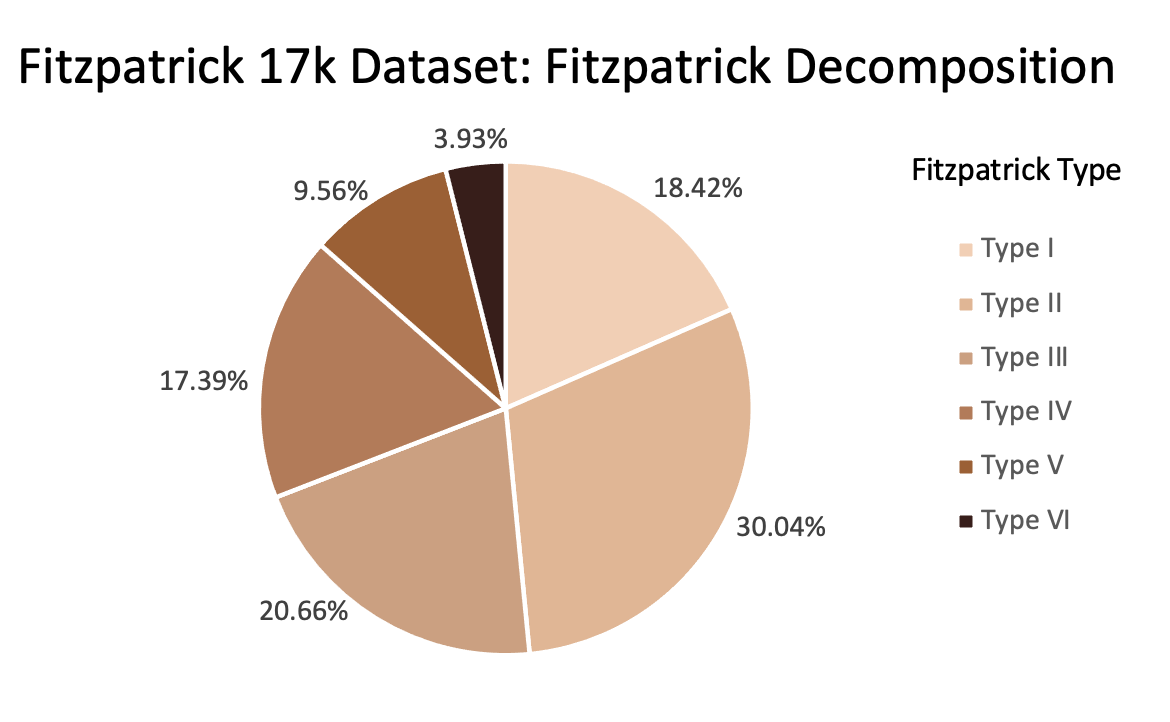 Fitzpatrick 17k Dataset: Fitzpatrick Decomposition
3.93%
18.42%
9.56%
17.39%
30.04%
20.66%
Fitzpatrick Type
Type I
Type II
Type III
Type IV
Type V
Type VI